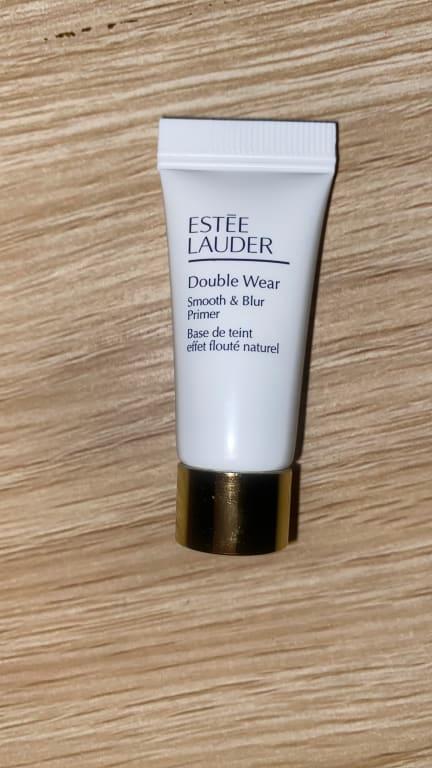 ESTĒE
LAUDER
Double Wear
Smooth & Blur
Primer
Base de teint
effet flouté naturel